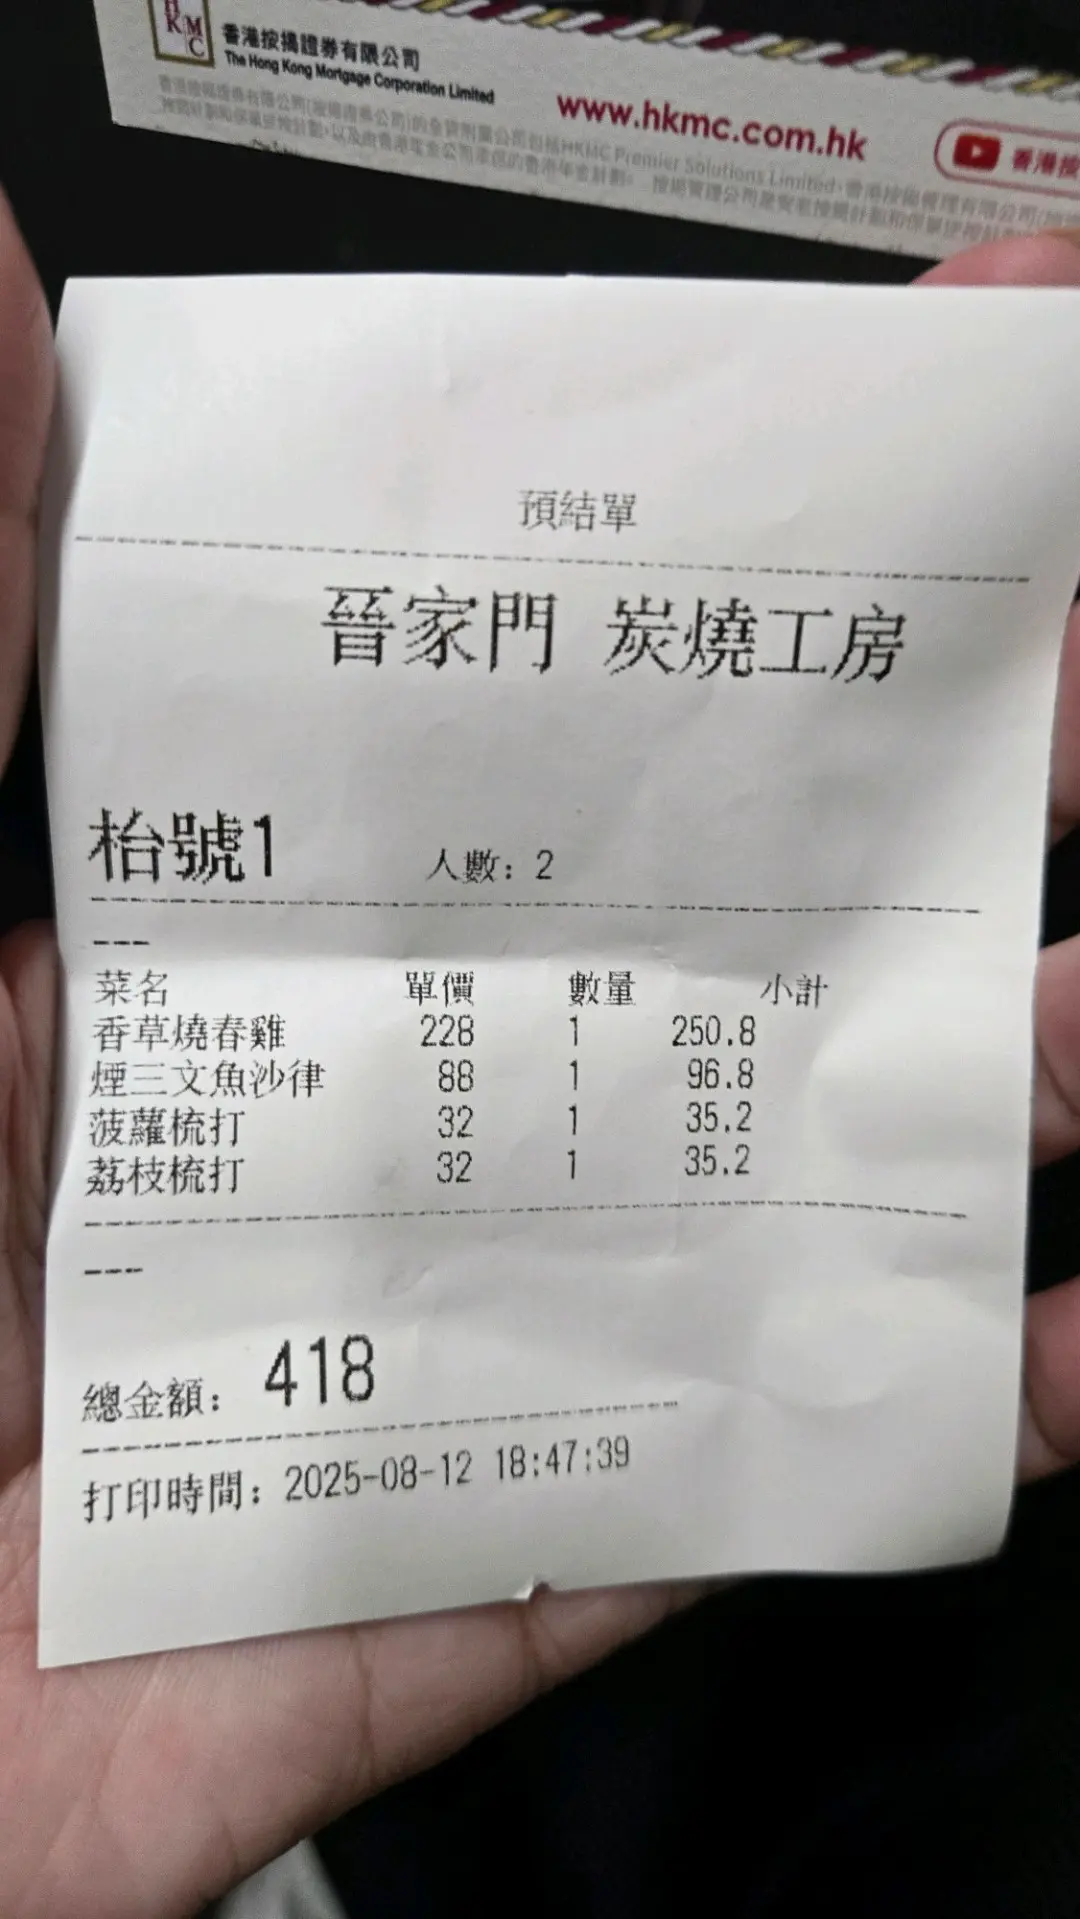 HKMC
香港按揭證券有限公司
The Hong Kong Mortgage Corporation Limited
www.hkmc.com.hk
香港按
預結單
晉家門 炭燒工房
枱號1 人數: 2
---
菜名 單價 數量 小計
香草燒春雞 228 1 250.8
煙三文魚沙律 88 1 96.8
菠蘿梳打 32 1 35.2
荔枝梳打 32 1 35.2
---
總金額: 418
打印時間: 2025-08-12 18:47:39